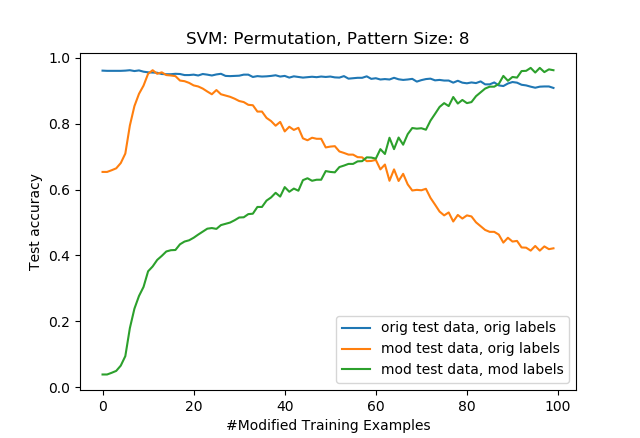 SVM: Permutation, Pattern Size: 8
Test accuracy
1.0
0.8
0.6
0.4
0.2
0.0
0 20 40 60 80 100
#Modified Training Examples
orig test data, orig labels
mod test data, orig labels
mod test data, mod labels